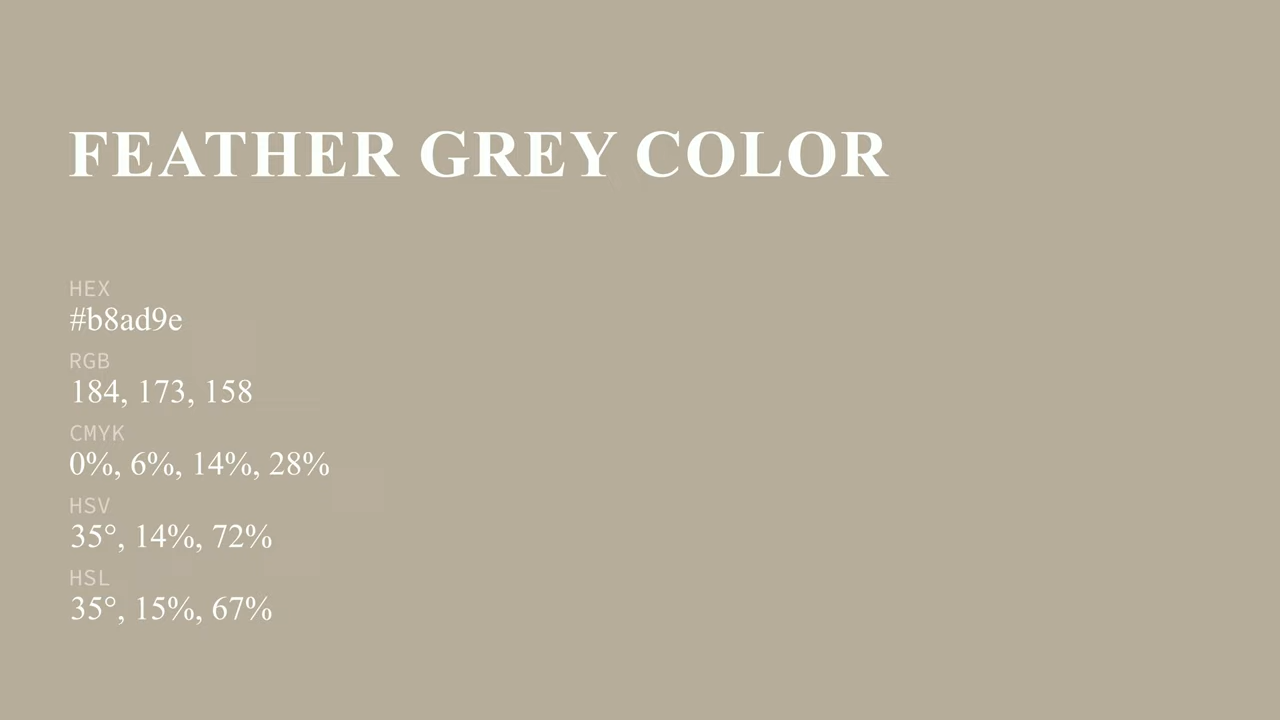 FEATHER GREY COLOR
HEX
#b8ad9e
RGB
184, 173, 158
CMYK
0%, 6%, 14%, 28%
HSV
35°, 14%, 72%
HSL
35°, 15%, 67%